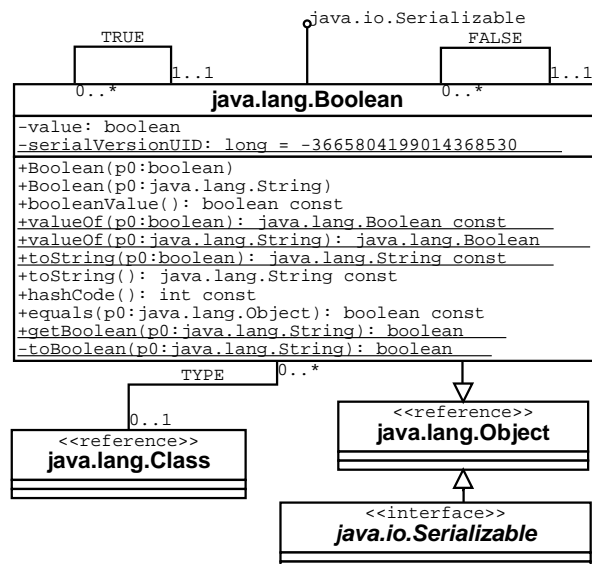 java.io.Serializable
TRUE
FALSE
0..*
1..1
0..*
1..1
java.lang.Boolean
-value: boolean
-serialVersionUID: long = -3665804199014368530
+Boolean(p0:boolean)
+Boolean(p0:java.lang.String)
+booleanValue(): boolean const
+valueOf(p0:boolean): java.lang.Boolean const
+valueOf(p0:java.lang.String): java.lang.Boolean
+toString(p0:boolean): java.lang.String const
+toString(): java.lang.String const
+hashCode(): int const
+equals(p0:java.lang.Object): boolean const
+getBoolean(p0:java.lang.String): boolean
-toBoolean(p0:java.lang.String): boolean
TYPE
0..*
0..1
<<reference>>
java.lang.Class
<<reference>>
java.lang.Object
<<interface>>
java.io.Serializable